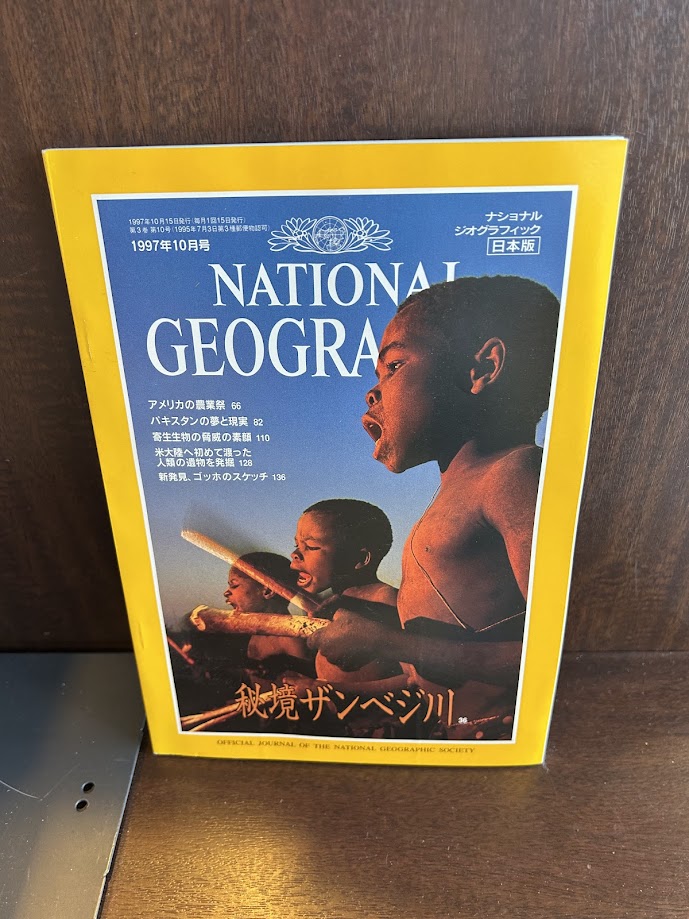 1997年10月15日発行(毎月1回15日発行)
第3巻 第10号(1995年7月3日第3種郵便物認可)
1997年10月号
ナショナル
ジオグラフィック
日本版
NATIONAL
GEOGRA
アメリカの農業祭 66
パキスタンの夢と現実 82
寄生生物の脅威の素顔 110
米大陸へ初めて渡った
人類の遺物を発掘 128
新発見、ゴッホのスケッチ 136
秘境ザンベジ川 36
OFFICIAL JOURNAL OF THE NATIONAL GEOGRAPHIC SOCIETY